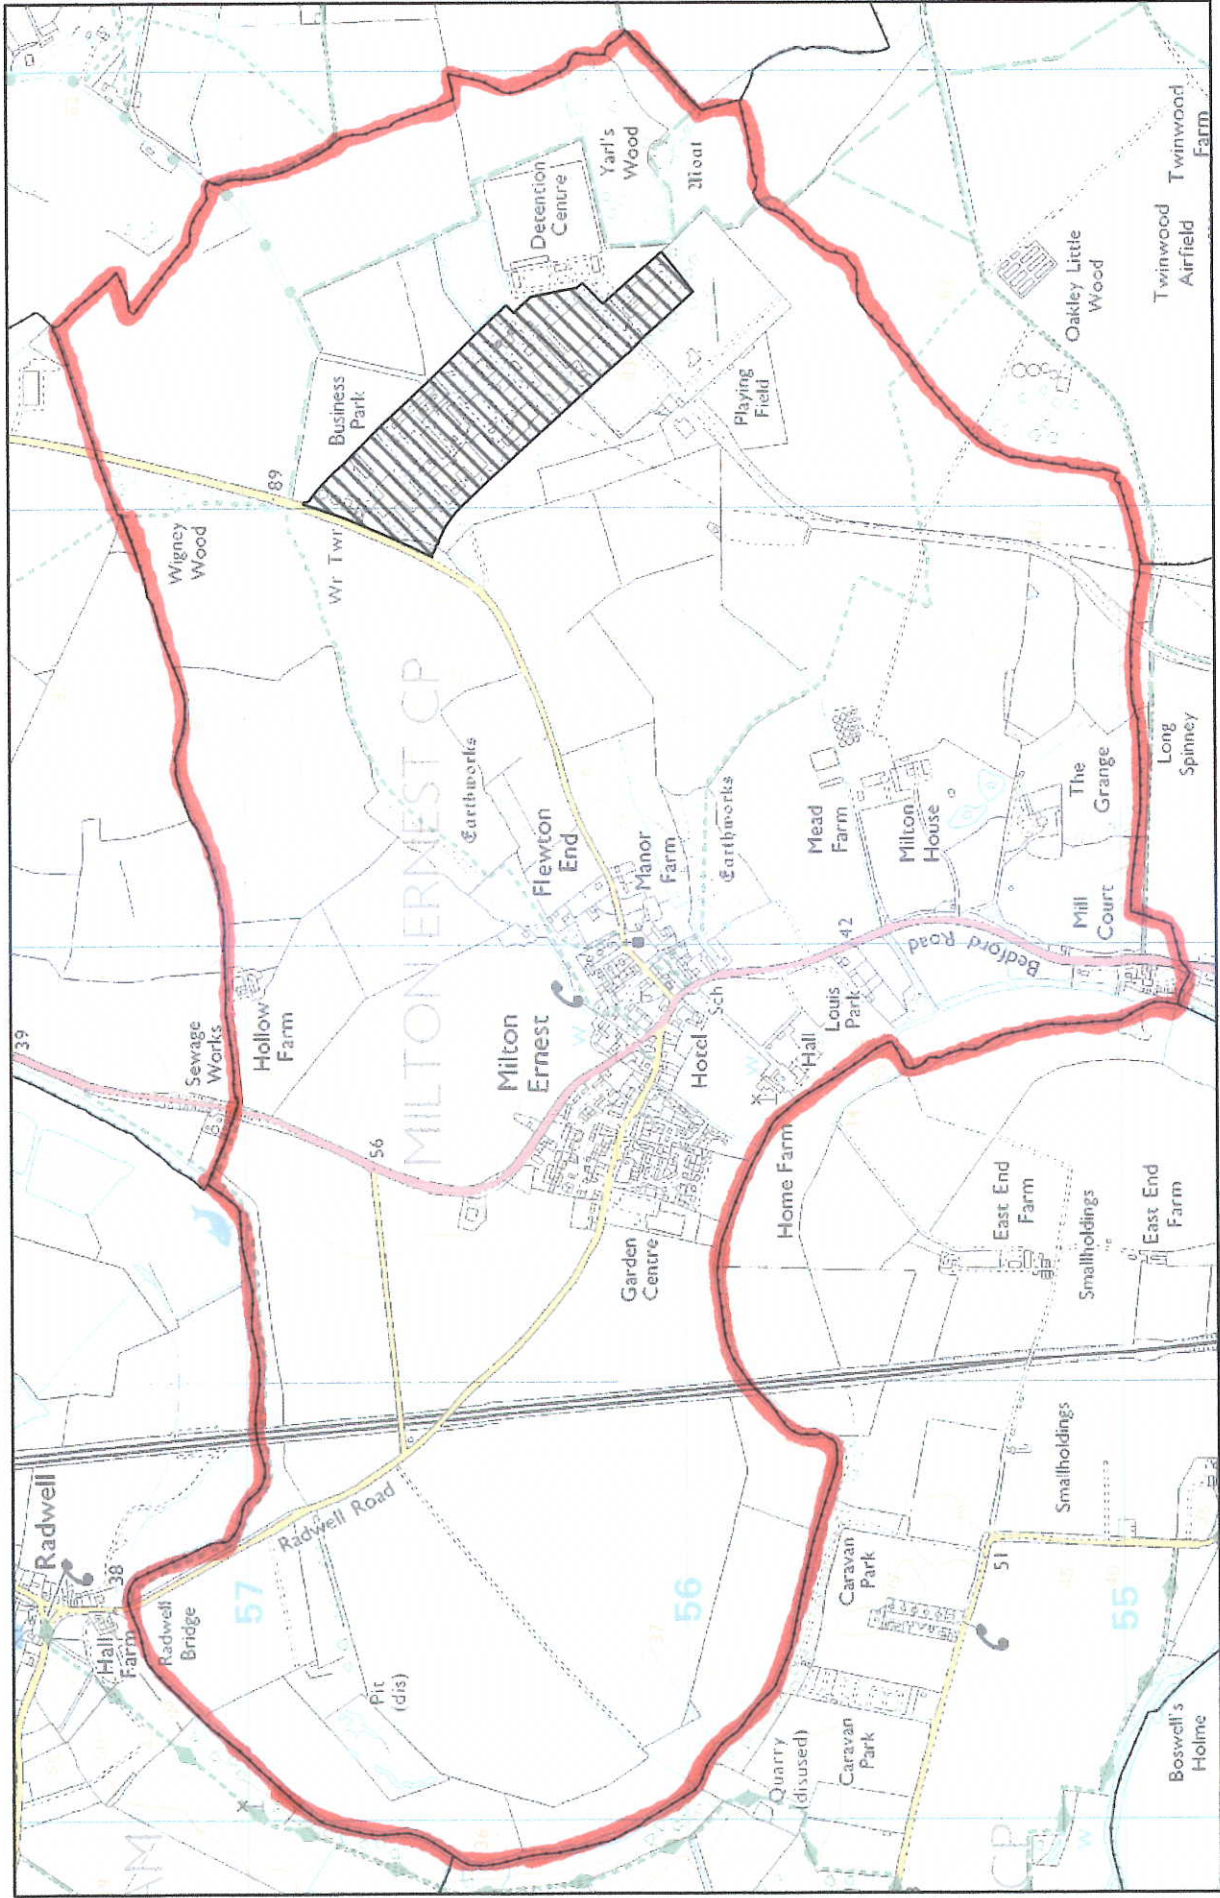 39
Radwell
38
Hall
Farm
Radwell
Bridge
57
Radwell Road
Pit
(dis)
56
Sewage
Works
Hollow
Farm
Wigney
Wood
Wr Twr
89
Business
Park
MILTON ERNEST CP
Earthworks
Flewton
End
Milton
Ernest
W
Manor
Farm
Earthworks
Sch
Hotel
Garden
Centre
56
Detention
Centre
Yarl's
Wood
Moat
Playing
Field
Mead
Farm
Milton
House
The
Grange
42
Bedford Road
Mill
Court
Long
Spinney
Louis
Park
Hall
W
Home Farm
East End
Farm
Smallholdings
East End
Farm
Smallholdings
Caravan
Park
51
Caravan
Park
Quarry
(disused)
55
Boswell's
Holme
CP
W
AM
Oakley Little
Wood
Twinwood
Airfield
Twinwood
Farm